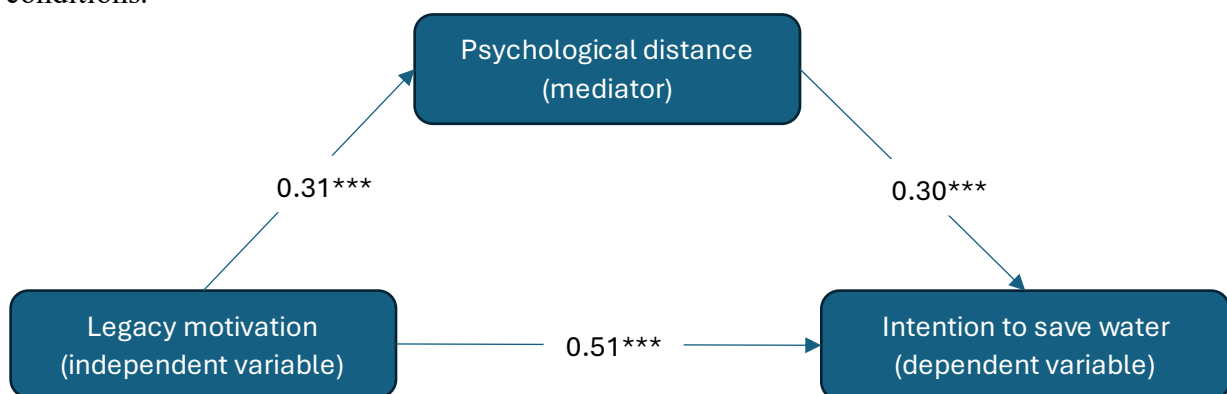 conditions.
Psychological distance
(mediator)
0.31***
0.30***
Legacy motivation
(independent variable)
0.51***
Intention to save water
(dependent variable)